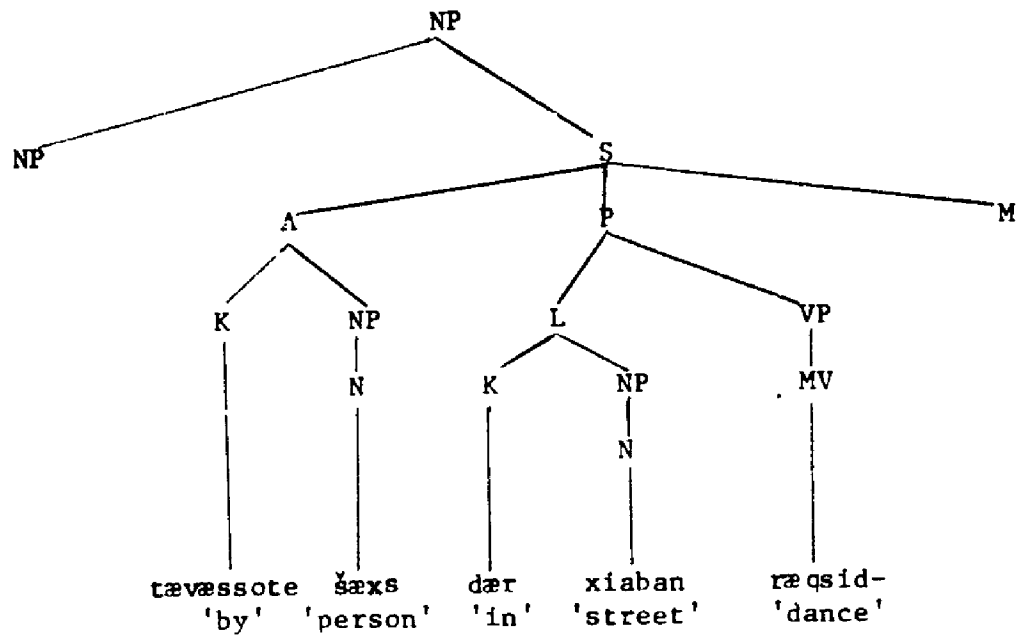 NP
NP
S
A P M
K NP L VP
N K NP MV
N
tævæssote šæxs dær xiaban ræqsid-
'by' 'person' 'in' 'street' 'dance'